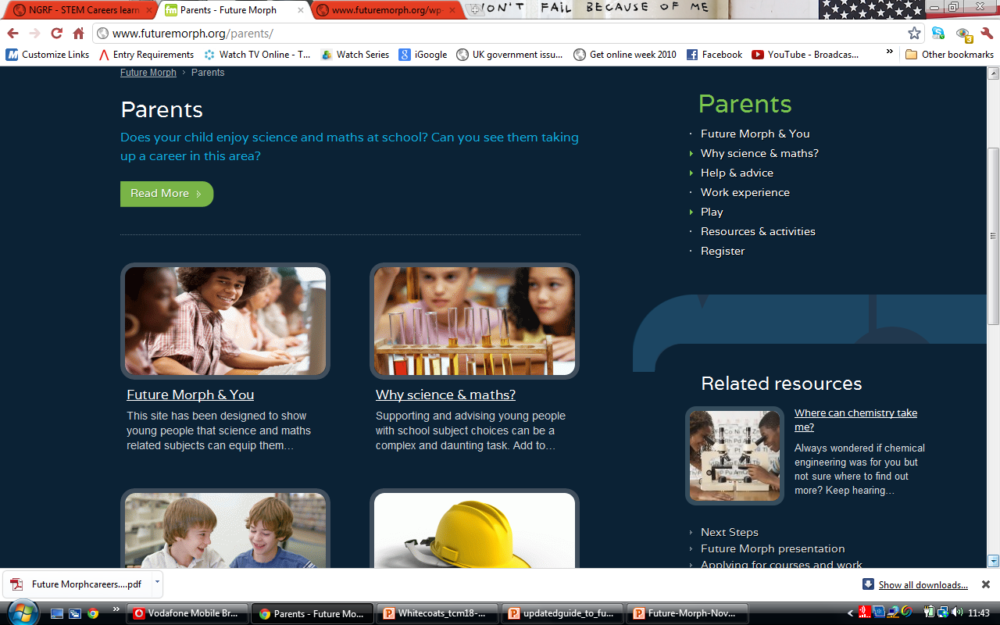 NGRF - STEM Careers learn
Parents - Future Morph
www.futuremorph.org/wp-
ON'T FAIL BECAUSE OF ME
www.futuremorph.org/parents/
3
Customize Links
Entry Requirements
Watch TV Online - T...
Watch Series
iGoogle
UK government issu...
Get online week 2010
Facebook
YouTube - Broadcas...
»
Other bookmarks
Future Morph › Parents
Parents
Does your child enjoy science and maths at school? Can you see them taking
up a career in this area?
Read More »
Future Morph & You
This site has been designed to show
young people that science and maths
related subjects can equip them...
Why science & maths?
Supporting and advising young people
with school subject choices can be a
complex and daunting task. Add to...
Parents
Future Morph & You
Why science & maths?
Help & advice
Work experience
Play
Resources & activities
Register
Related resources
Where can chemistry take
me?
Always wondered if chemical
engineering was for you but
not sure where to find out
more? Keep hearing...
Next Steps
Future Morph presentation
Applying for courses and work
Future Morphcareers....pdf
Show all downloads...
Vodafone Mobile Br...
Parents - Future Mo...
Whitecoats_tcm18-...
updatedguide_to_fu...
Future-Morph-Nov...
11:43